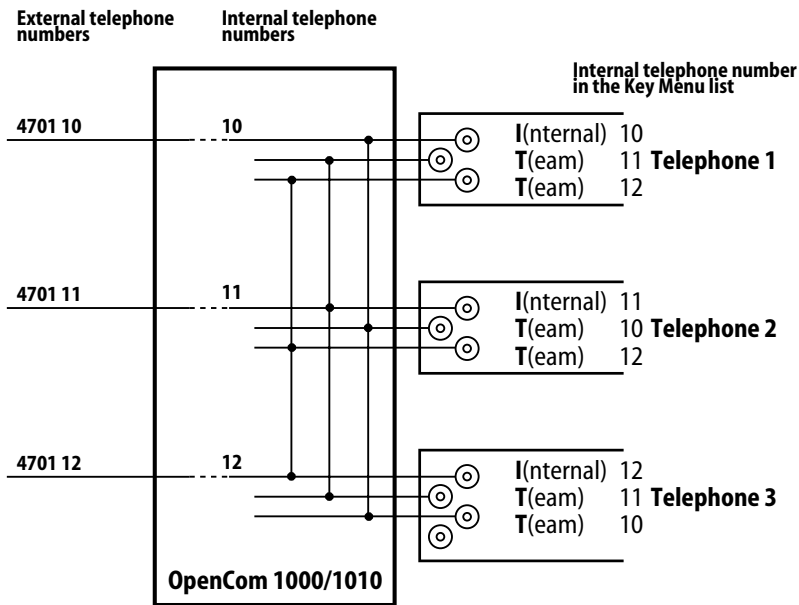 External telephone
numbers
Internal telephone
numbers
Internal telephone number
in the Key Menu list
4701 10
10
I(nternal) 10
T(eam) 11 Telephone 1
T(eam) 12
4701 11
11
I(nternal) 11
T(eam) 10 Telephone 2
T(eam) 12
4701 12
12
I(nternal) 12
T(eam) 11 Telephone 3
T(eam) 10
OpenCom 1000/1010